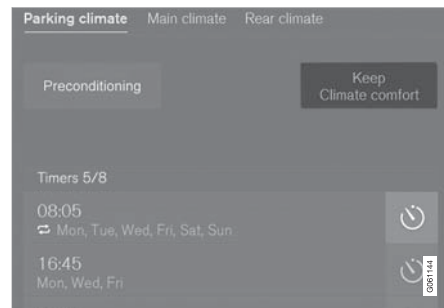 Parking climate Main climate Rear climate
Preconditioning
Keep
Climate comfort
Timers 5/8
08:05
Mon, Tue, Wed, Fri, Sat, Sun
16:45
Mon, Wed, Fri
G061144